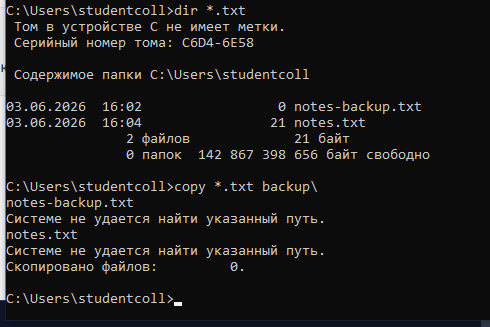 C:\Users\studentcoll>dir *.txt
Том в устройстве C не имеет метки.
Серийный номер тома: C6D4-6E58
Содержимое папки C:\Users\studentcoll
03.06.2026  16:02                 0 notes-backup.txt
03.06.2026  16:04                21 notes.txt
2 файлов             21 байт
0 папок  142 867 398 656 байт свободно
C:\Users\studentcoll>copy *.txt backup\
notes-backup.txt
Системе не удается найти указанный путь.
notes.txt
Системе не удается найти указанный путь.
Скопировано файлов:         0.
C:\Users\studentcoll>